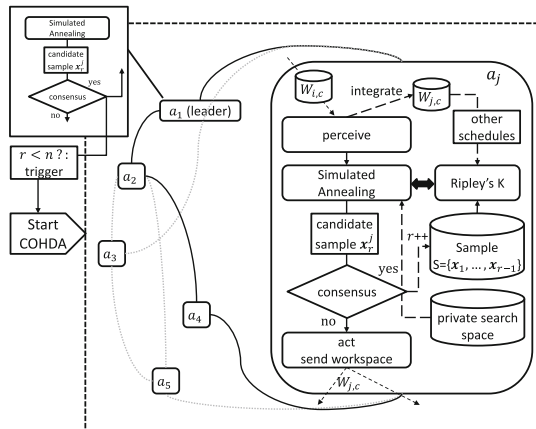 Simulated
Annealing
candidate
sample x_r^j
yes
consensus
no
r < n ?:
trigger
Start
COHDA
a_1 (leader)
a_2
a_3
a_4
a_5
a_j
W_{i,c}
integrate
W_{j,c}
perceive
other
schedules
Simulated
Annealing
Ripley's K
candidate
sample x_r^j
r++
Sample
S={x_1, ..., x_{r-1}}
yes
consensus
no
private search
space
act
send workspace
W_{j,c}